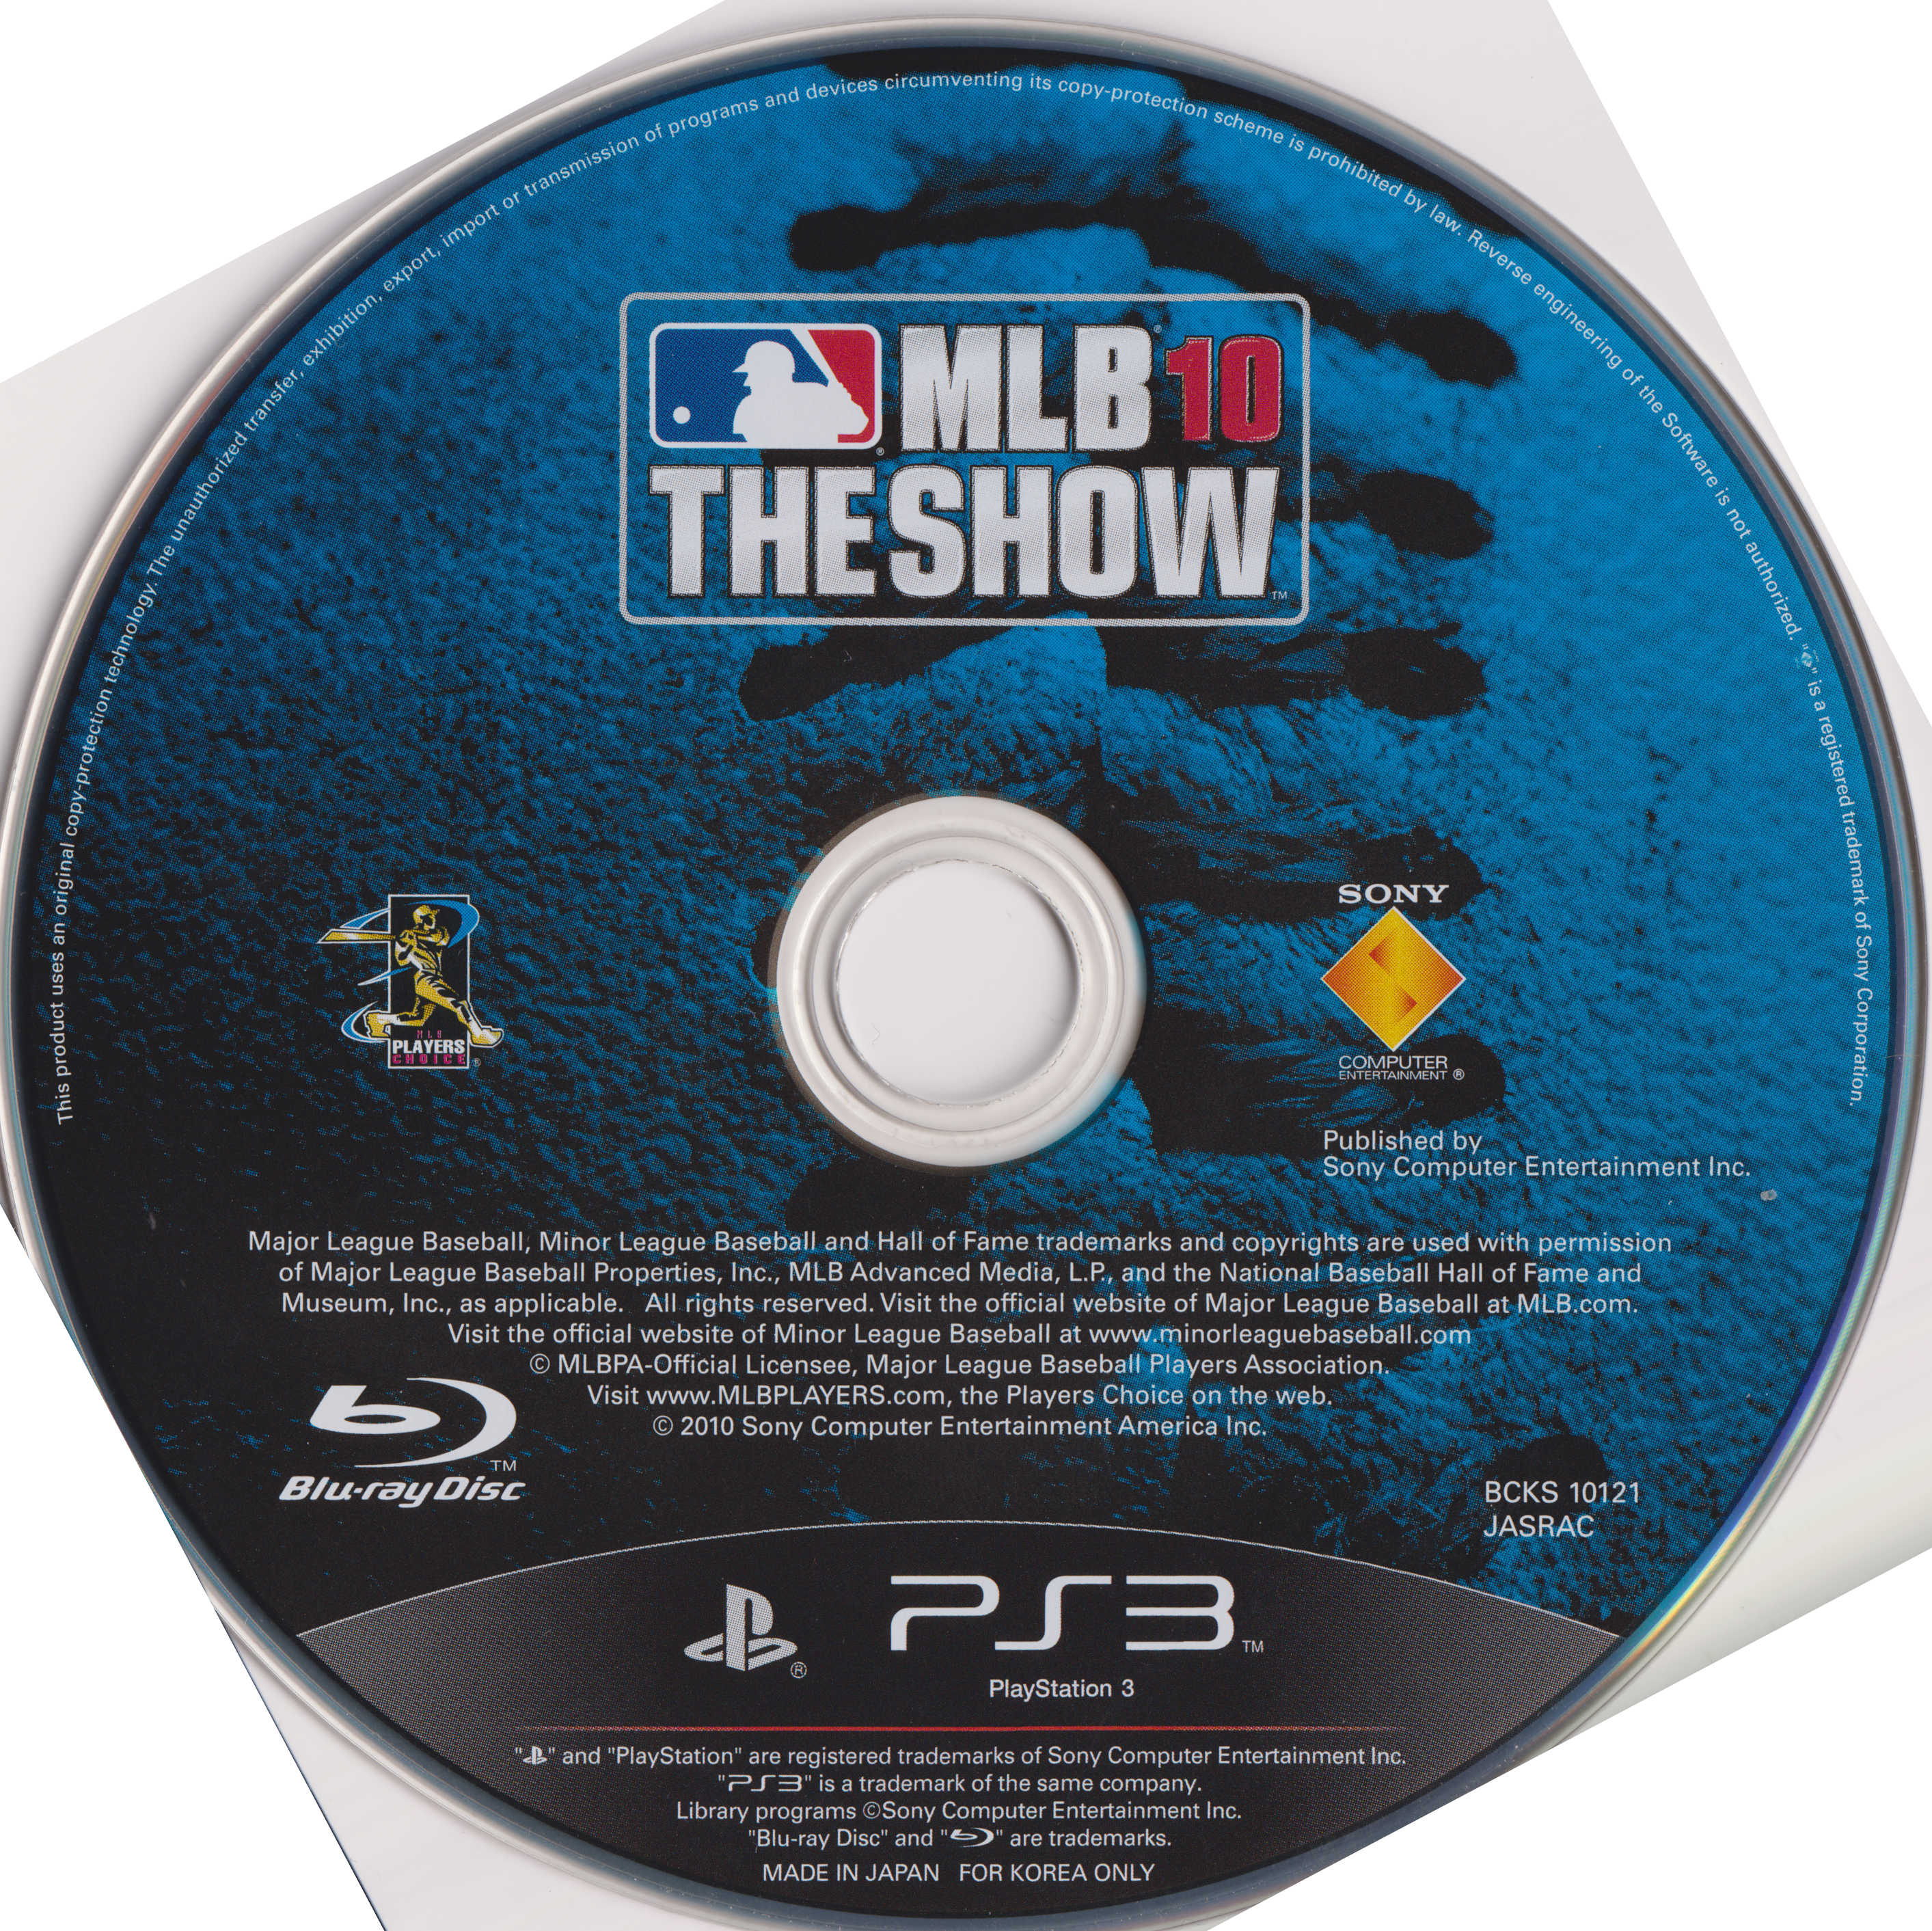 This product uses an original copy-protection technology. The unauthorized transfer, exhibition, export, import or transmission of programs and devices circumventing its copy-protection scheme is prohibited by law. Reverse engineering of the Software is not authorized. "" is a registered trademark of Sony Corporation.
MLB® 10
THE SHOW™
MLB
PLAYERS
CHOICE ®
SONY
COMPUTER
ENTERTAINMENT ®
Published by
Sony Computer Entertainment Inc.
Major League Baseball, Minor League Baseball and Hall of Fame trademarks and copyrights are used with permission
of Major League Baseball Properties, Inc., MLB Advanced Media, L.P., and the National Baseball Hall of Fame and
Museum, Inc., as applicable. All rights reserved. Visit the official website of Major League Baseball at MLB.com.
Visit the official website of Minor League Baseball at www.minorleaguebaseball.com
© MLBPA-Official Licensee, Major League Baseball Players Association.
Visit www.MLBPLAYERS.com, the Players Choice on the web.
© 2010 Sony Computer Entertainment America Inc.
Blu-ray Disc™
BCKS 10121
JASRAC
PS3™
PlayStation 3
"" and "PlayStation" are registered trademarks of Sony Computer Entertainment Inc.
"PS3" is a trademark of the same company.
Library programs ©Sony Computer Entertainment Inc.
"Blu-ray Disc" and "" are trademarks.
MADE IN JAPAN FOR KOREA ONLY